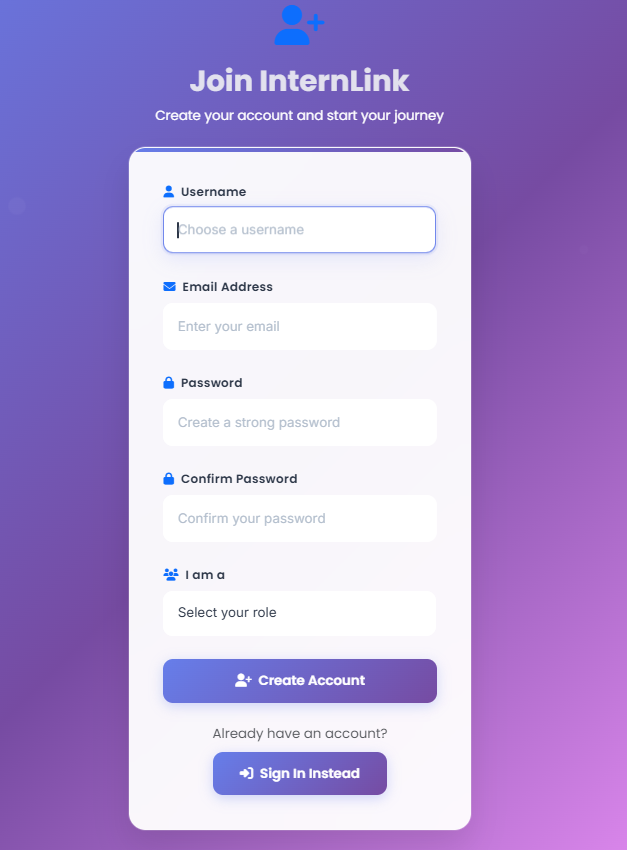 Join InternLink
Create your account and start your journey
Username
Choose a username
Email Address
Enter your email
Password
Create a strong password
Confirm Password
Confirm your password
I am a
Select your role
Create Account
Already have an account?
Sign In Instead